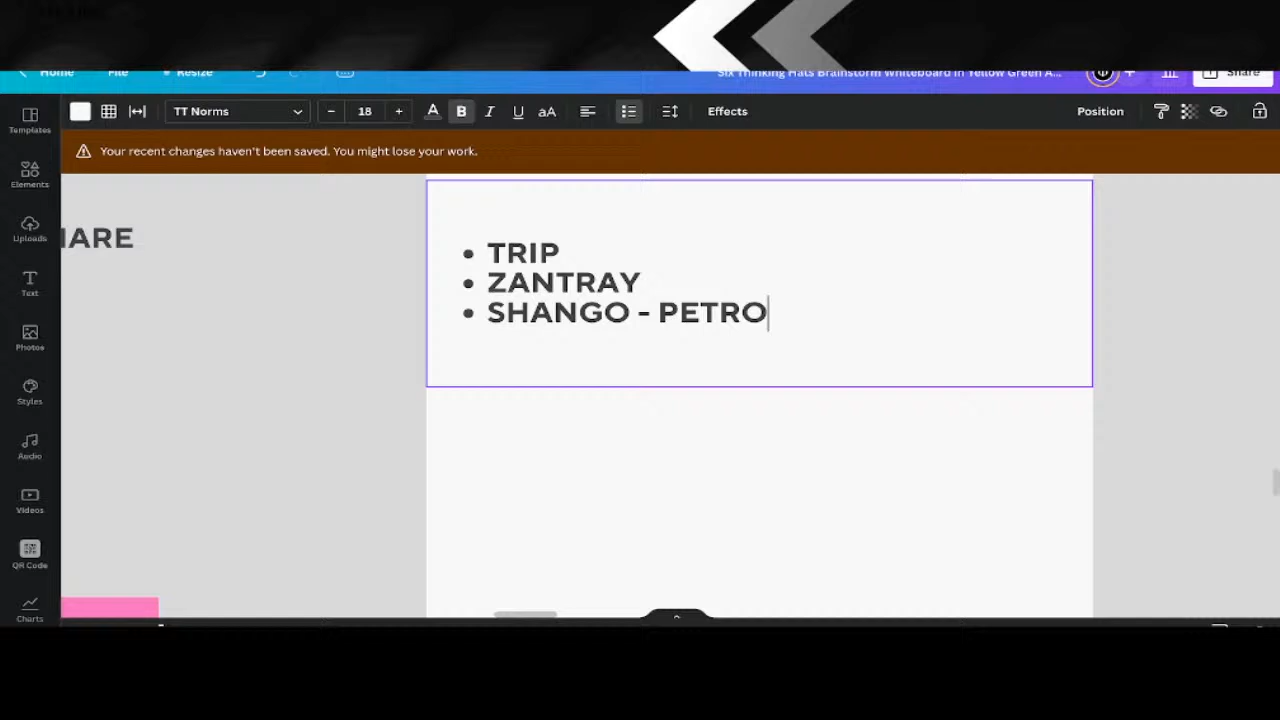 Home File Resize Six Thinking Hats Brainstorm Whiteboard in Yellow Green A... Share
TT Norms − 18 + A B I U aA Effects Position
Your recent changes haven't been saved. You might lose your work.
Templates
Elements
Uploads
Text
Photos
Styles
Audio
Videos
QR Code
Charts
HARE
• TRIP
• ZANTRAY
• SHANGO - PETRO